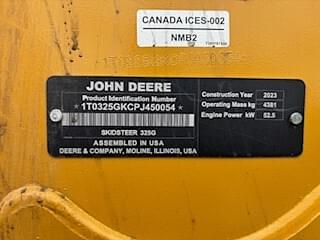 CANADA ICES-002
NMB2
1T0325GKCPJ450054
JOHN DEERE
Product Identification Number
* 1T0325GKCPJ450054 *
SKIDSTEER 325G
ASSEMBLED IN USA
DEERE & COMPANY, MOLINE, ILLINOIS, USA
Construction Year 2023
Operating Mass kg 4381
Engine Power kW 52.5